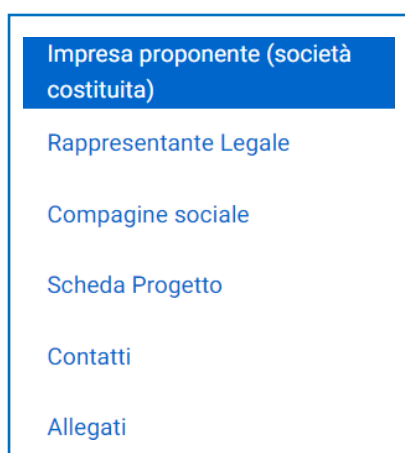 Impresa proponente (società
costituita)
Rappresentante Legale
Compagine sociale
Scheda Progetto
Contatti
Allegati